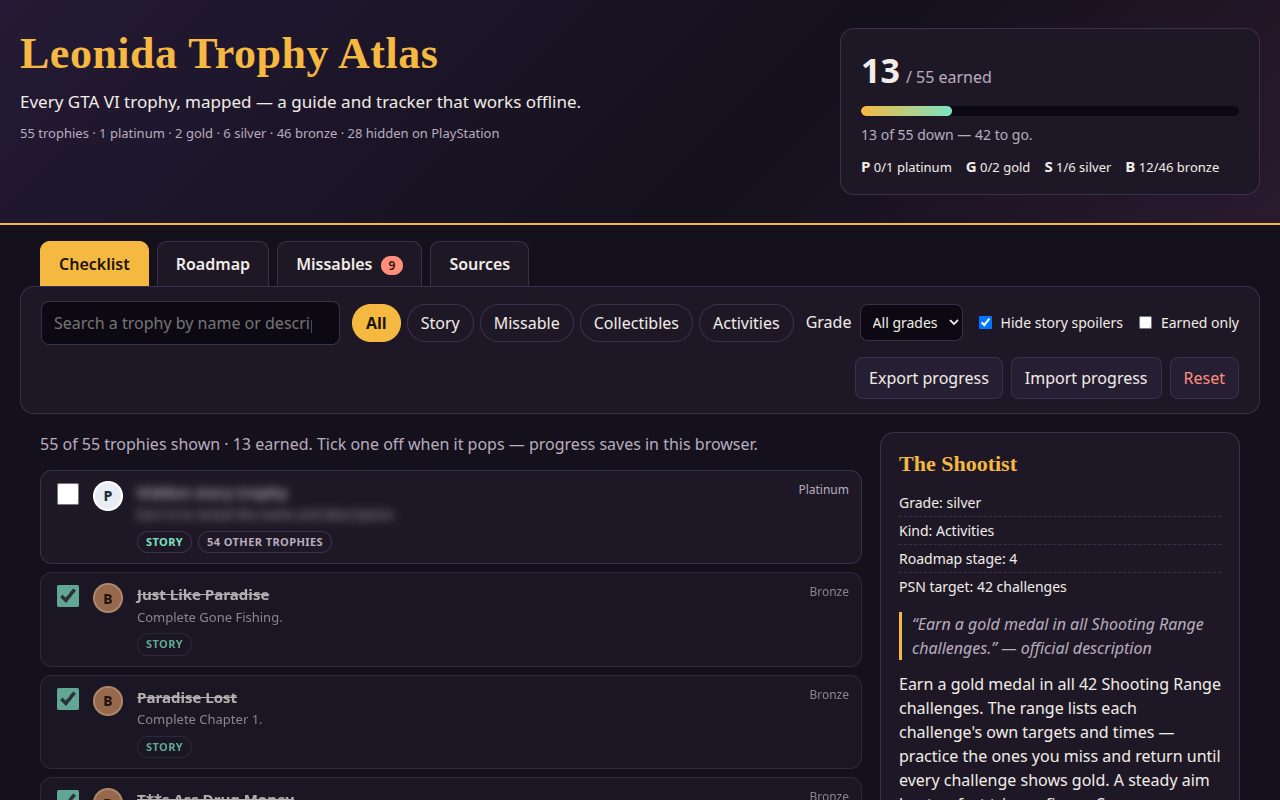 Leonida Trophy Atlas
Every GTA VI trophy, mapped — a guide and tracker that works offline.
55 trophies · 1 platinum · 2 gold · 6 silver · 46 bronze · 28 hidden on PlayStation
13 / 55 earned
13 of 55 down — 42 to go.
P 0/1 platinum G 0/2 gold S 1/6 silver B 12/46 bronze
Checklist
Roadmap
Missables 9
Sources
Search a trophy by name or descri
All
Story
Missable
Collectibles
Activities
Grade
All grades
Hide story spoilers
Earned only
Export progress
Import progress
Reset
55 of 55 trophies shown · 13 earned. Tick one off when it pops — progress saves in this browser.
P
Platinum
STORY
54 OTHER TROPHIES
B
Just Like Paradise
Bronze
Complete Gone Fishing.
STORY
B
Paradise Lost
Bronze
Complete Chapter 1.
STORY
T**s Ass Drug Money
Bronze
The Shootist
Grade: silver
Kind: Activities
Roadmap stage: 4
PSN target: 42 challenges
“Earn a gold medal in all Shooting Range
challenges.” — official description
Earn a gold medal in all 42 Shooting Range
challenges. The range lists each
challenge's own targets and times —
practice the ones you miss and return until
every challenge shows gold. A steady aim